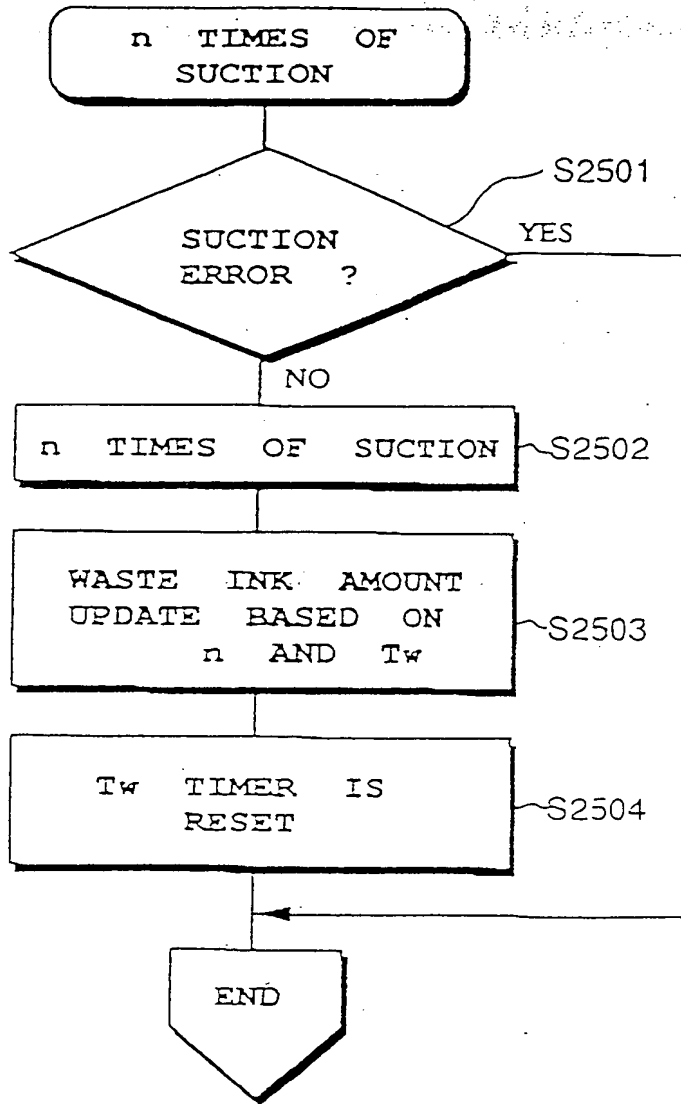 n TIMES OF
SUCTION
S2501
SUCTION
ERROR ?
YES
NO
n TIMES OF SUCTION
S2502
WASTE INK AMOUNT
UPDATE BASED ON
n AND Tw
S2503
Tw TIMER IS
RESET
S2504
END